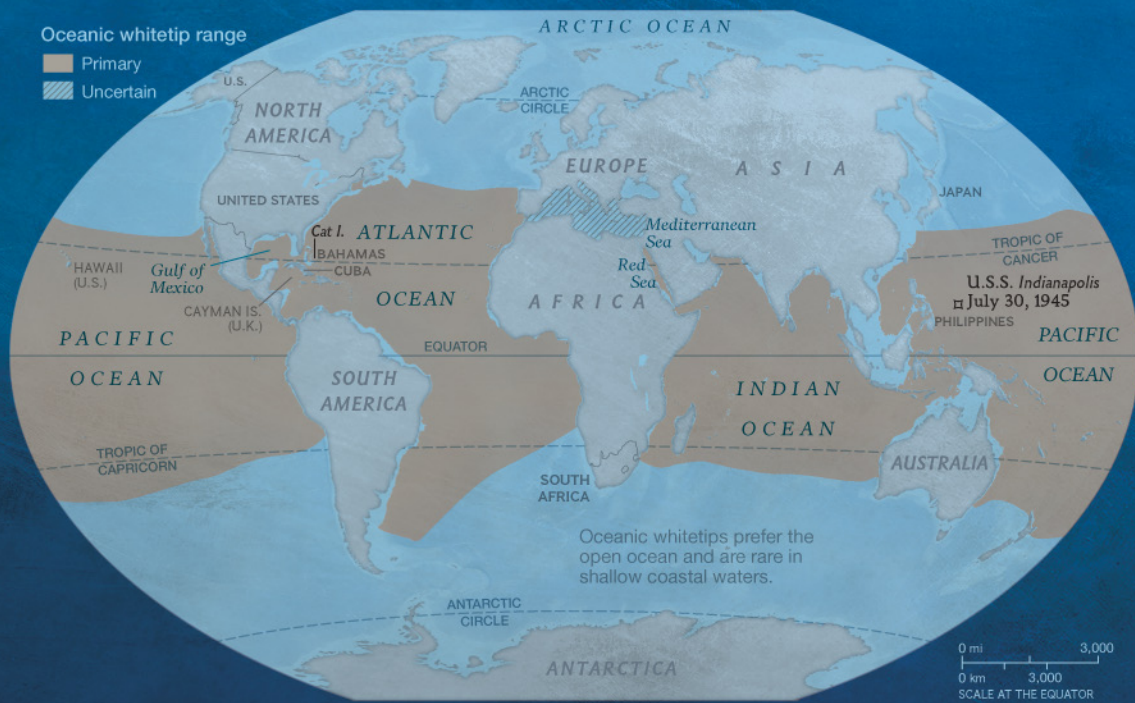 ARCTIC OCEAN
Oceanic whitetip range
Primary
Uncertain
U.S.
ARCTIC
CIRCLE
NORTH
AMERICA
EUROPE
ASIA
UNITED STATES
JAPAN
Cat I.
ATLANTIC
OCEAN
BAHAMAS
CUBA
Mediterranean
Sea
Red
Sea
TROPIC OF
CANCER
HAWAII
(U.S.)
Gulf of
Mexico
CAYMAN IS.
(U.K.)
AFRICA
U.S.S. Indianapolis
July 30, 1945
PHILIPPINES
PACIFIC
OCEAN
EQUATOR
PACIFIC
OCEAN
SOUTH
AMERICA
INDIAN
OCEAN
TROPIC OF
CAPRICORN
AUSTRALIA
SOUTH
AFRICA
Oceanic whitetips prefer the
open ocean and are rare in
shallow coastal waters.
ANTARCTIC
CIRCLE
ANTARCTICA
0 mi 3,000
0 km 3,000
SCALE AT THE EQUATOR